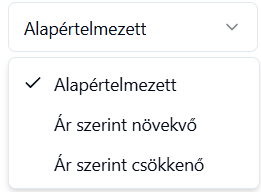 Alapértelmezett
Alapértelmezett
Ár szerint növekvő
Ár szerint csökkenő